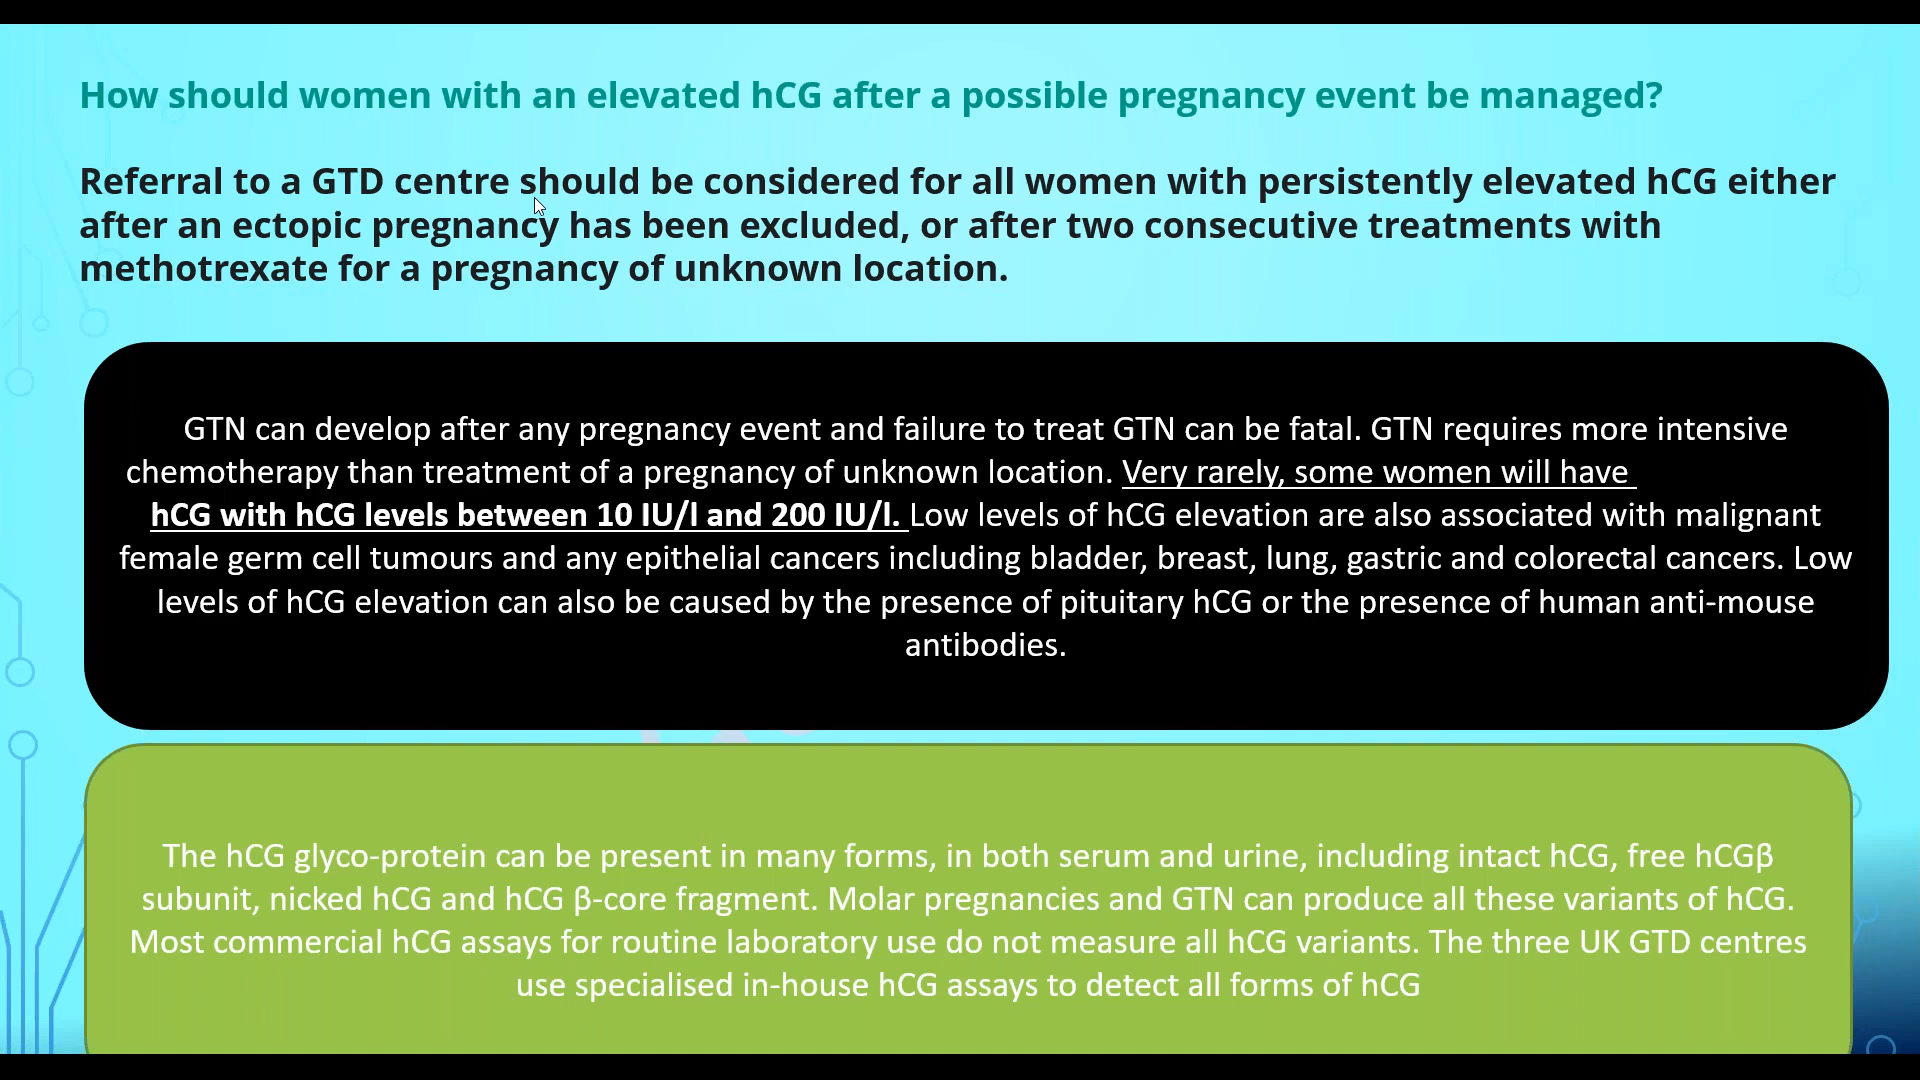 How should women with an elevated hCG after a possible pregnancy event be managed?
Referral to a GTD centre should be considered for all women with persistently elevated hCG either
after an ectopic pregnancy has been excluded, or after two consecutive treatments with
methotrexate for a pregnancy of unknown location.
GTN can develop after any pregnancy event and failure to treat GTN can be fatal. GTN requires more intensive
chemotherapy than treatment of a pregnancy of unknown location. Very rarely, some women will have
hCG with hCG levels between 10 IU/l and 200 IU/l. Low levels of hCG elevation are also associated with malignant
female germ cell tumours and any epithelial cancers including bladder, breast, lung, gastric and colorectal cancers. Low
levels of hCG elevation can also be caused by the presence of pituitary hCG or the presence of human anti-mouse
antibodies.
The hCG glyco-protein can be present in many forms, in both serum and urine, including intact hCG, free hCGβ
subunit, nicked hCG and hCG β-core fragment. Molar pregnancies and GTN can produce all these variants of hCG.
Most commercial hCG assays for routine laboratory use do not measure all hCG variants. The three UK GTD centres
use specialised in-house hCG assays to detect all forms of hCG